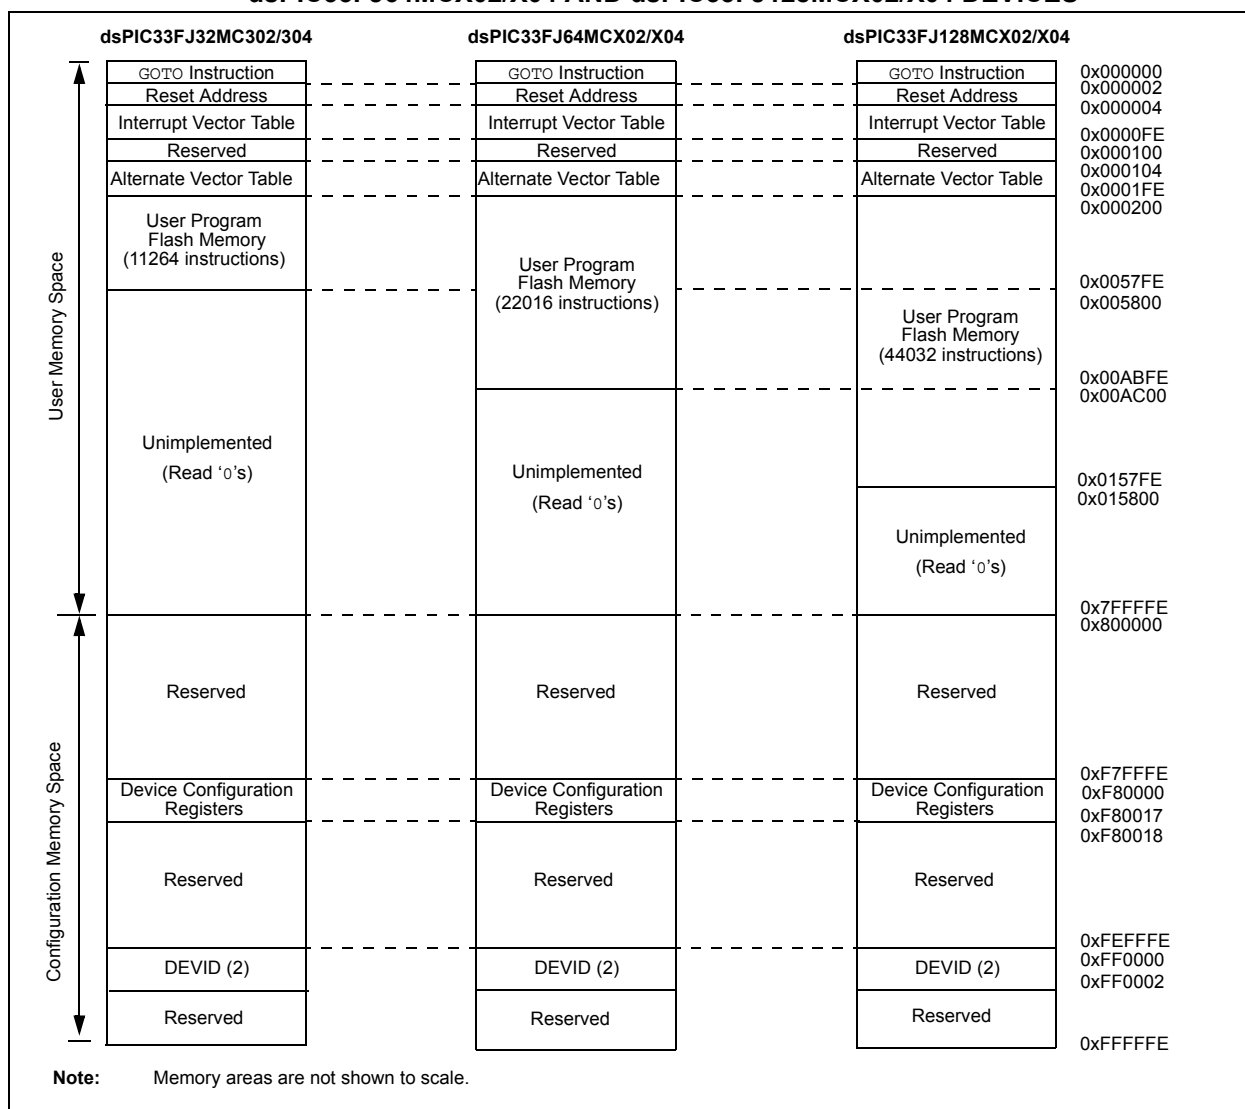 dsPIC33FJ32MC302/304 dsPIC33FJ64MCX02/X04 dsPIC33FJ128MCX02/X04
GOTO Instruction GOTO Instruction GOTO Instruction 0x000000
Reset Address Reset Address Reset Address 0x000002
0x000004
Interrupt Vector Table Interrupt Vector Table Interrupt Vector Table
0x0000FE
Reserved Reserved Reserved 0x000100
0x000104
Alternate Vector Table Alternate Vector Table Alternate Vector Table
0x0001FE
0x000200
User Program
Flash Memory
(11264 instructions)
User Program
Flash Memory
(22016 instructions)
0x0057FE
0x005800
User Program
Flash Memory
(44032 instructions)
0x00ABFE
0x00AC00
User Memory Space
Unimplemented
(Read ‘0’s)
Unimplemented
(Read ‘0’s)
0x0157FE
0x015800
Unimplemented
(Read ‘0’s)
0x7FFFFE
0x800000
Reserved Reserved Reserved
0xF7FFFE
Device Configuration Device Configuration Device Configuration 0xF80000
Registers Registers Registers 0xF80017
0xF80018
Configuration Memory Space
Reserved Reserved Reserved
0xFEFFFE
0xFF0000
DEVID (2) DEVID (2) DEVID (2)
0xFF0002
Reserved Reserved Reserved
0xFFFFFE
Note: Memory areas are not shown to scale.